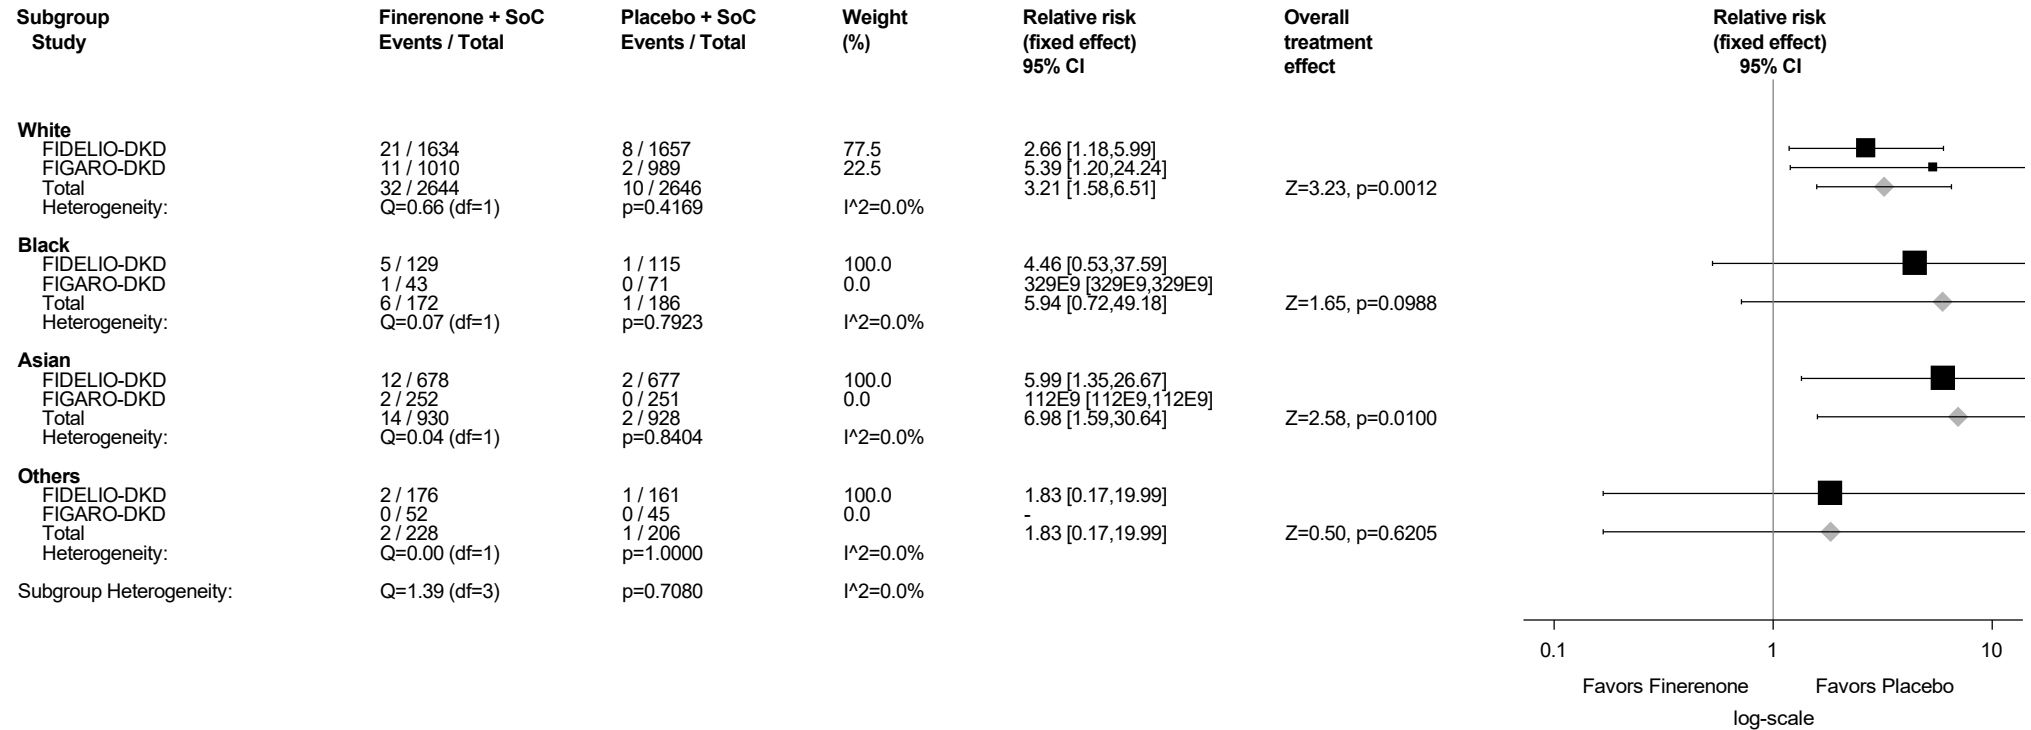 Subgroup Finerenone + SoC Placebo + SoC Weight Relative risk Overall Relative risk
Study Events / Total Events / Total (%) (fixed effect) treatment (fixed effect)
95% CI effect 95% CI
White
FIDELIO-DKD 21 / 1634 8 / 1657 77.5 2.66 [1.18,5.99]
FIGARO-DKD 11 / 1010 2 / 989 22.5 5.39 [1.20,24.24]
Total 32 / 2644 10 / 2646 3.21 [1.58,6.51] Z=3.23, p=0.0012
Heterogeneity: Q=0.66 (df=1) p=0.4169 I^2=0.0%
Black
FIDELIO-DKD 5 / 129 1 / 115 100.0 4.46 [0.53,37.59]
FIGARO-DKD 1 / 43 0 / 71 0.0 329E9 [329E9,329E9]
Total 6 / 172 1 / 186 5.94 [0.72,49.18] Z=1.65, p=0.0988
Heterogeneity: Q=0.07 (df=1) p=0.7923 I^2=0.0%
Asian
FIDELIO-DKD 12 / 678 2 / 677 100.0 5.99 [1.35,26.67]
FIGARO-DKD 2 / 252 0 / 251 0.0 112E9 [112E9,112E9]
Total 14 / 930 2 / 928 6.98 [1.59,30.64] Z=2.58, p=0.0100
Heterogeneity: Q=0.04 (df=1) p=0.8404 I^2=0.0%
Others
FIDELIO-DKD 2 / 176 1 / 161 100.0 1.83 [0.17,19.99]
FIGARO-DKD 0 / 52 0 / 45 0.0 -
Total 2 / 228 1 / 206 1.83 [0.17,19.99] Z=0.50, p=0.6205
Heterogeneity: Q=0.00 (df=1) p=1.0000 I^2=0.0%
Subgroup Heterogeneity: Q=1.39 (df=3) p=0.7080 I^2=0.0%
0.1 1 10
Favors Finerenone Favors Placebo
log-scale